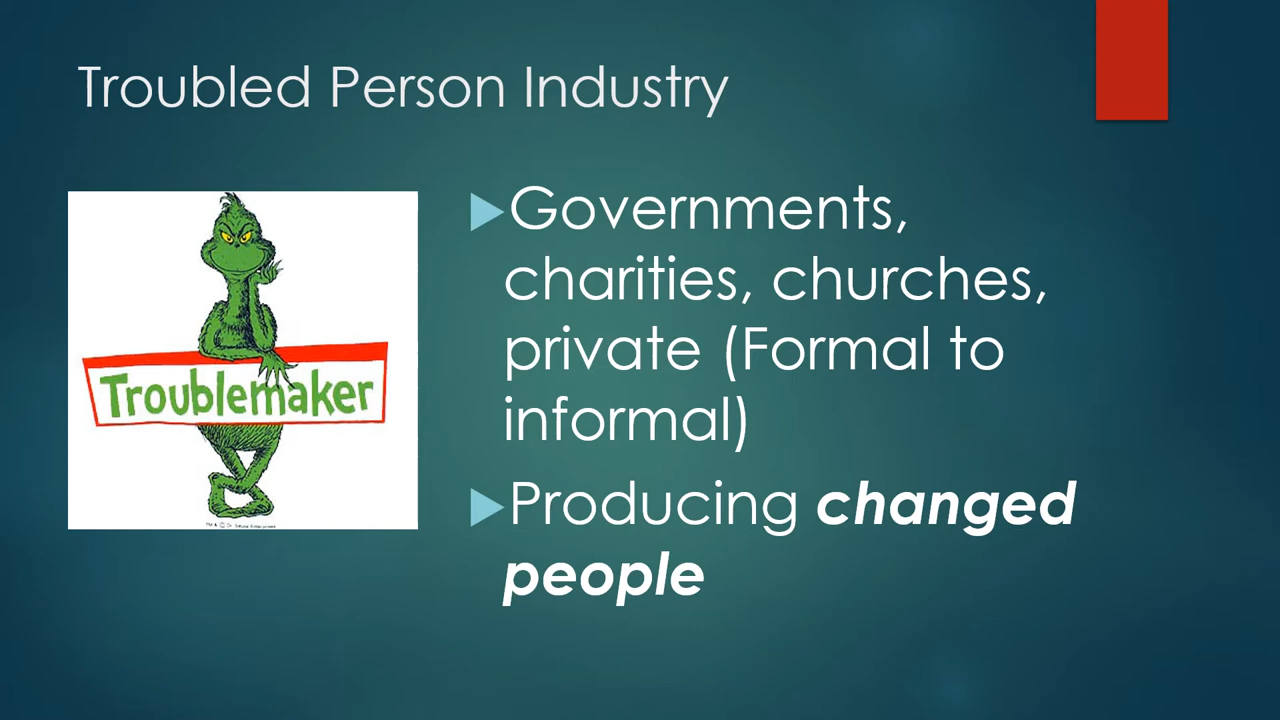 Troubled Person Industry
Troublemaker
Governments,
charities, churches,
private (Formal to
informal)
Producing changed
people